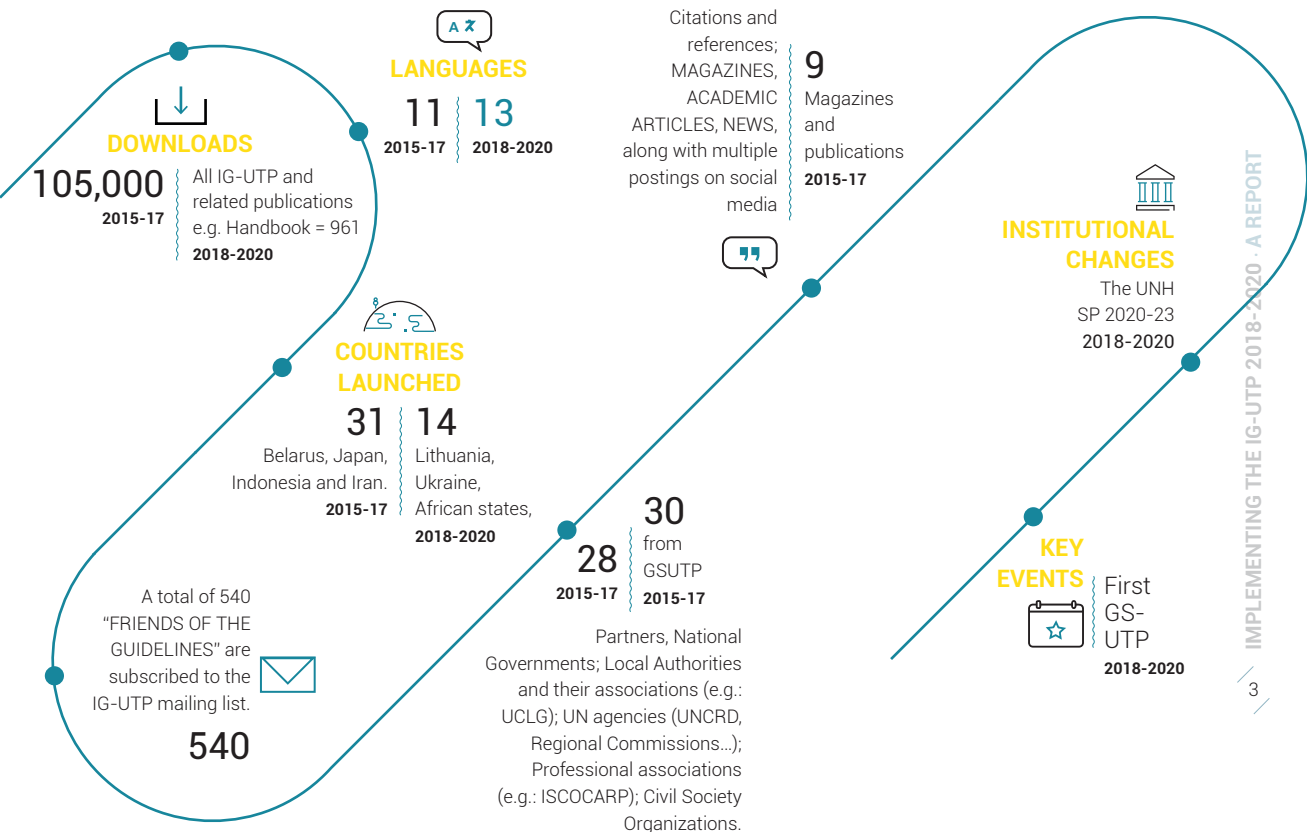 A
LANGUAGES
11
2015-17
13
2018-2020
DOWNLOADS
105,000
2015-17
All IG-UTP and
related publications
e.g. Handbook = 961
2018-2020
COUNTRIES
LAUNCHED
31
Belarus, Japan,
Indonesia and Iran.
2015-17
14
Lithuania,
Ukraine,
African states,
2018-2020
A total of 540
“FRIENDS OF THE
GUIDELINES” are
subscribed to the
IG-UTP mailing list.
540
28
2015-17
30
from
GSUTP
2015-17
Partners, National
Governments; Local Authorities
and their associations (e.g.:
UCLG); UN agencies (UNCRD,
Regional Commissions...);
Professional associations
(e.g.: ISCOCARP); Civil Society
Organizations.
Citations and
references;
MAGAZINES,
ACADEMIC
ARTICLES, NEWS,
along with multiple
postings on social
media
9
Magazines
and
publications
2015-17
INSTITUTIONAL
CHANGES
The UNH
SP 2020-23
2018-2020
KEY
EVENTS
First
GS-
UTP
2018-2020
IMPLEMENTING THE IG-UTP 2018-2020 · A REPORT
3